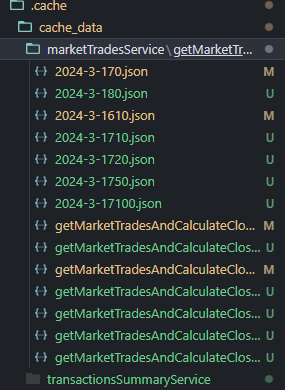 .cache
cache_data
marketTradesService\getMarketTr...
2024-3-170.json M
2024-3-180.json U
2024-3-1610.json M
2024-3-1710.json U
2024-3-1720.json U
2024-3-1750.json U
2024-3-17100.json U
getMarketTradesAndCalculateClo... M
getMarketTradesAndCalculateClos... U
getMarketTradesAndCalculateClo... M
getMarketTradesAndCalculateClos... U
getMarketTradesAndCalculateClos... U
getMarketTradesAndCalculateClos... U
transactionsSummaryService